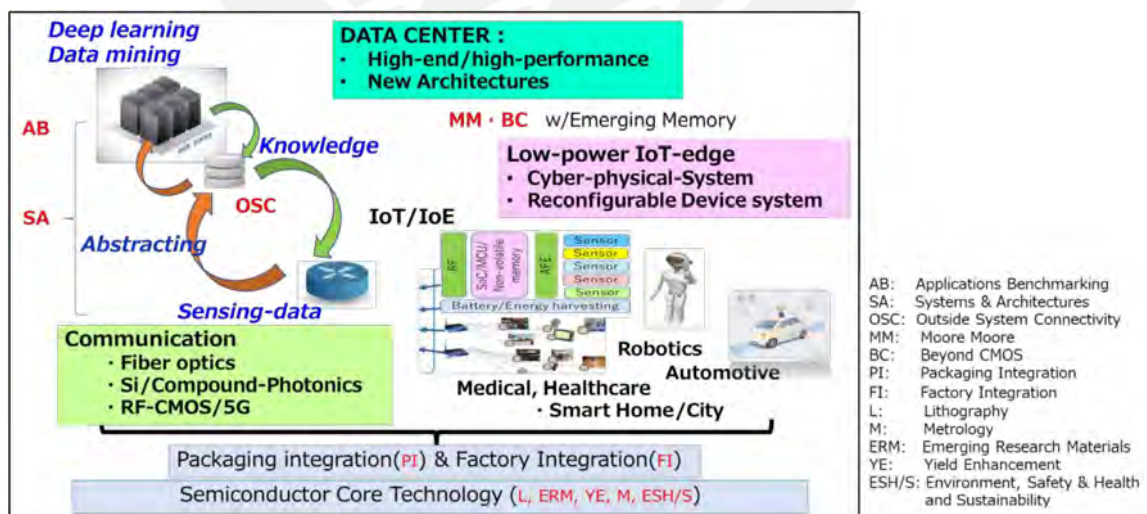 Deep learning
Data mining
DATA CENTER :
· High-end/high-performance
· New Architectures
AB
MM · BC w/Emerging Memory
Knowledge
Low-power IoT-edge
· Cyber-physical-System
· Reconfigurable Device system
OSC
SA
IoT/IoE
Abstracting
RF
SoC/MCU/
Non-volatile
memory
AFE
Sensor
Sensor
Sensor
Sensor
Sensor
Battery/Energy harvesting
Sensing-data
Communication
· Fiber optics
· Si/Compound-Photonics
· RF-CMOS/5G
Robotics
Automotive
Medical, Healthcare
· Smart Home/City
Packaging integration(PI) & Factory Integration(FI)
Semiconductor Core Technology (L, ERM, YE, M, ESH/S)
AB: Applications Benchmarking
SA: Systems & Architectures
OSC: Outside System Connectivity
MM: Moore Moore
BC: Beyond CMOS
PI: Packaging Integration
FI: Factory Integration
L: Lithography
M: Metrology
ERM: Emerging Research Materials
YE: Yield Enhancement
ESH/S: Environment, Safety & Health
and Sustainability